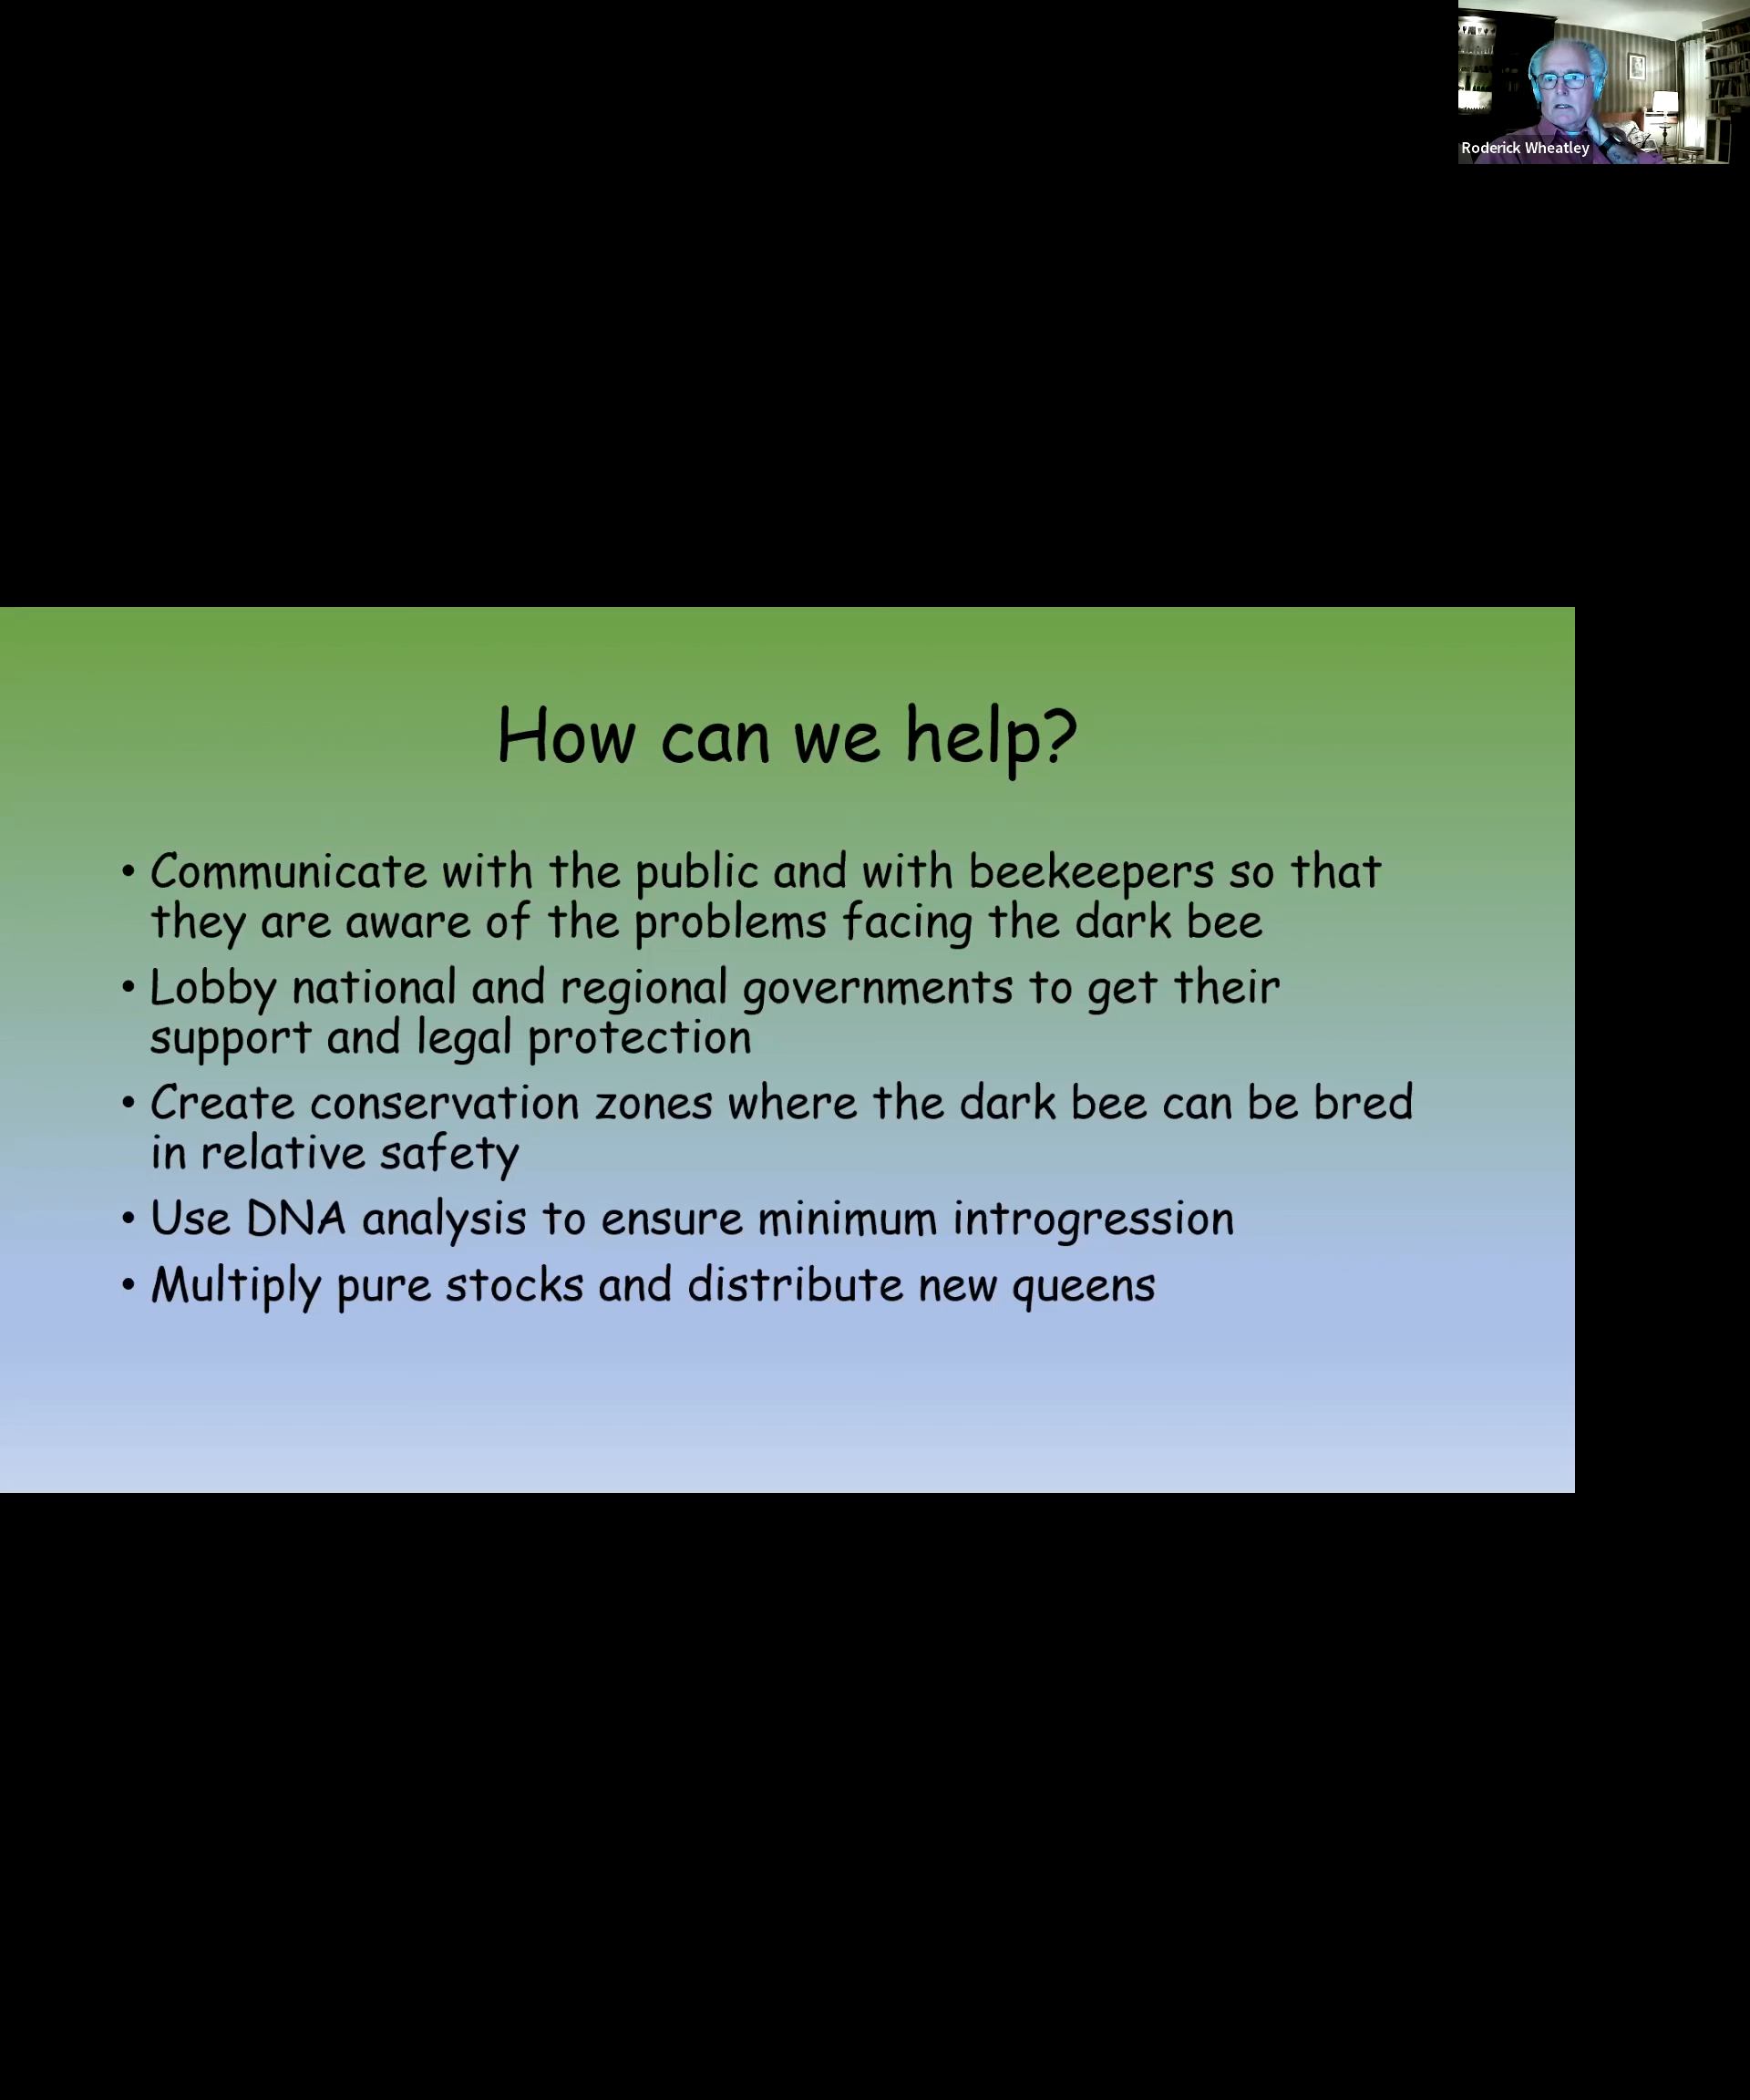 Roderick Wheatley
How can we help?
• Communicate with the public and with beekeepers so that
they are aware of the problems facing the dark bee
• Lobby national and regional governments to get their
support and legal protection
• Create conservation zones where the dark bee can be bred
in relative safety
• Use DNA analysis to ensure minimum introgression
• Multiply pure stocks and distribute new queens